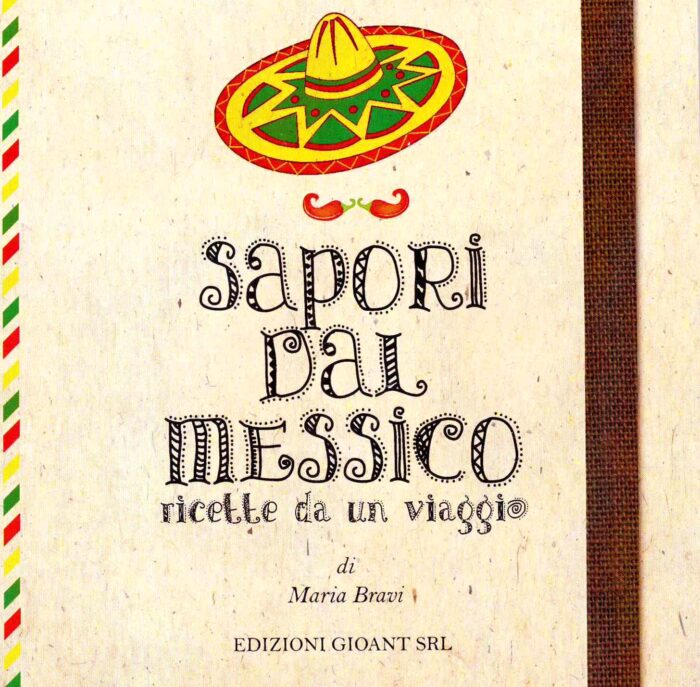 SAPORI
DAL
MESSICO
ricette da un viaggio
di
Maria Bravi
EDIZIONI GIOANT SRL